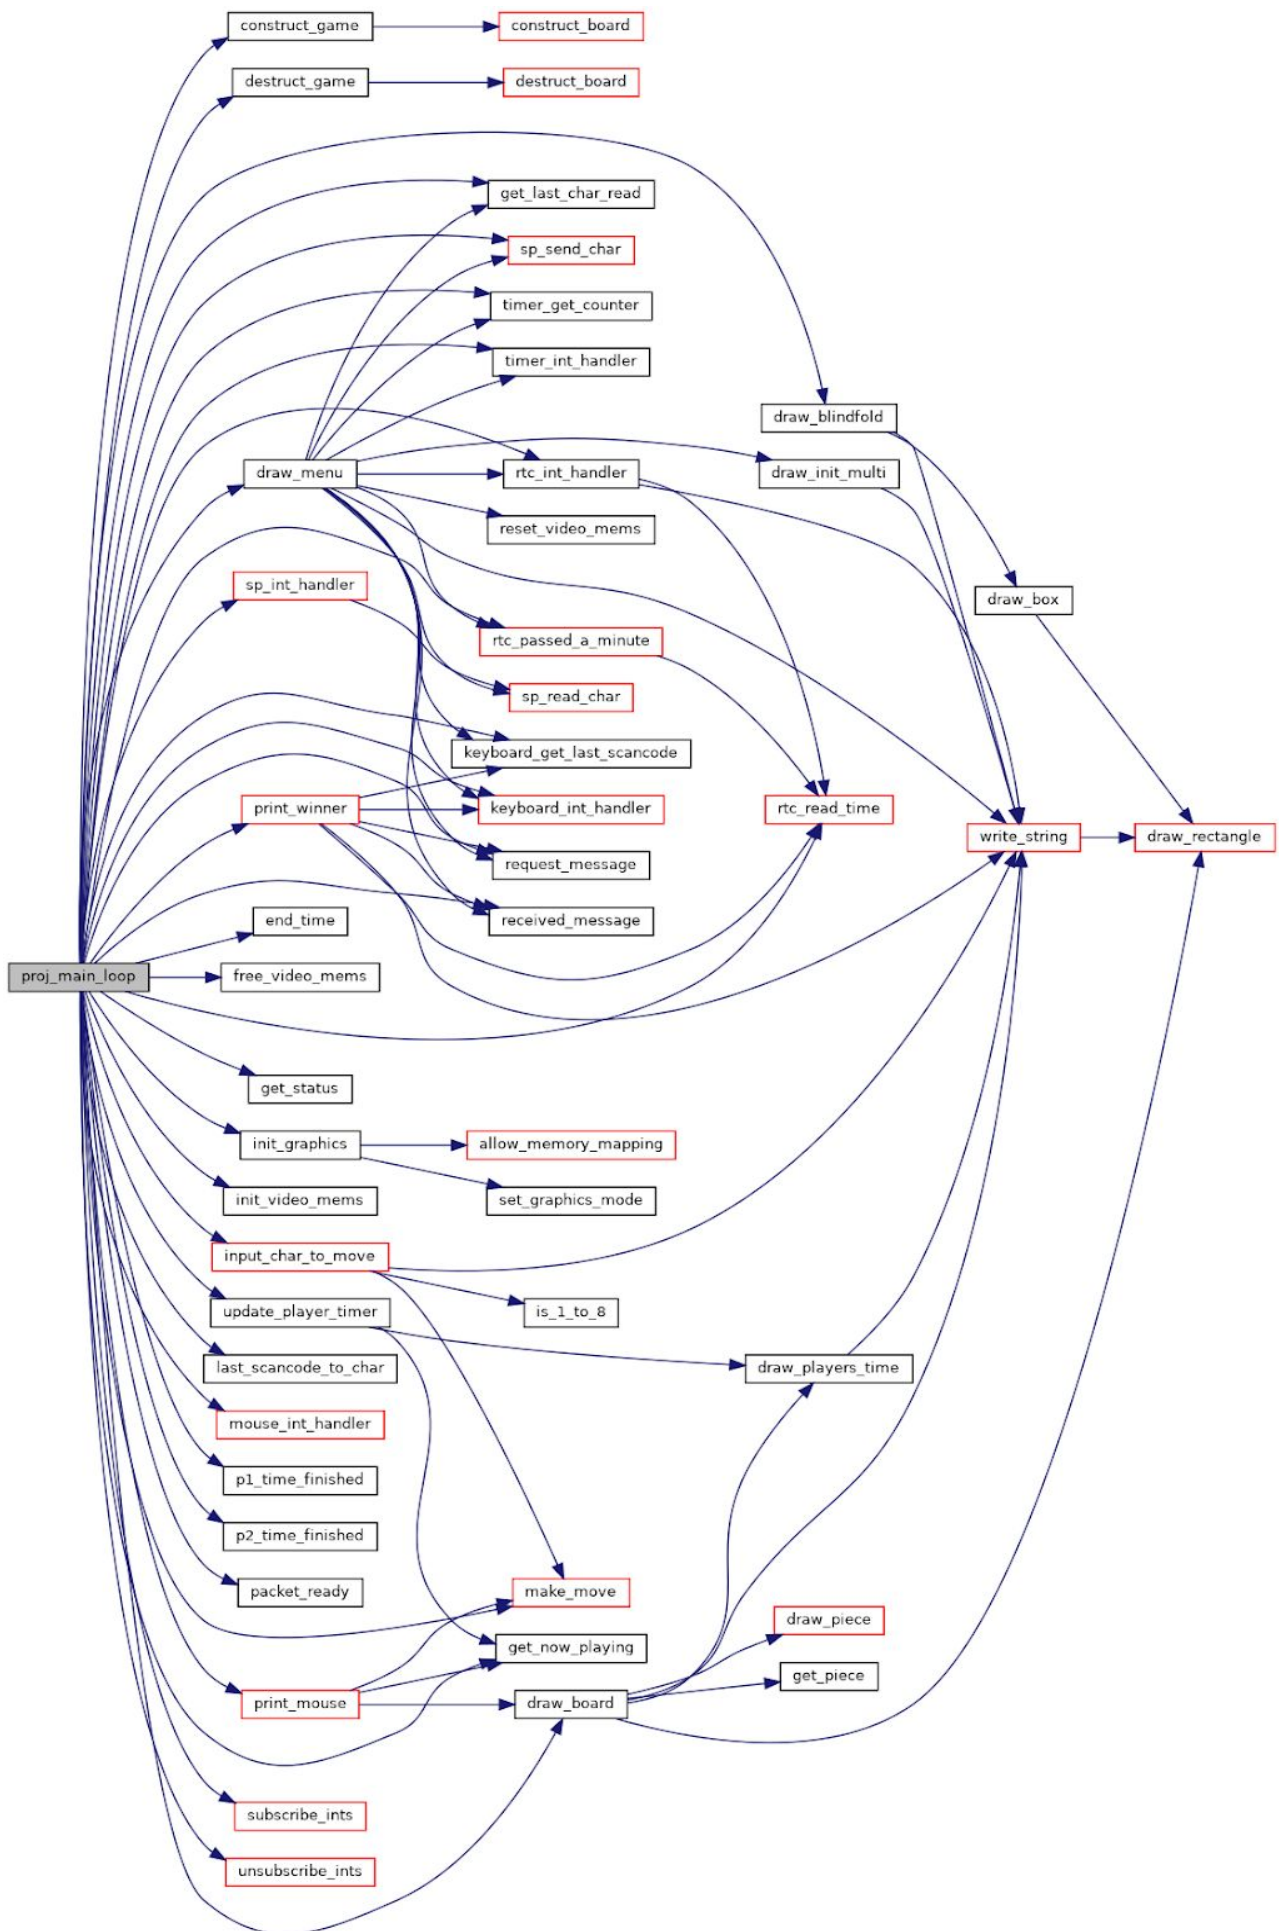 construct_game
construct_board
destruct_game
destruct_board
get_last_char_read
sp_send_char
timer_get_counter
timer_int_handler
draw_blindfold
draw_menu
rtc_int_handler
draw_init_multi
reset_video_mems
sp_int_handler
draw_box
rtc_passed_a_minute
sp_read_char
keyboard_get_last_scancode
print_winner
keyboard_int_handler
rtc_read_time
write_string
draw_rectangle
request_message
end_time
received_message
proj_main_loop
free_video_mems
get_status
init_graphics
allow_memory_mapping
init_video_mems
set_graphics_mode
input_char_to_move
update_player_timer
is_1_to_8
last_scancode_to_char
draw_players_time
mouse_int_handler
p1_time_finished
p2_time_finished
packet_ready
make_move
draw_piece
get_now_playing
get_piece
print_mouse
draw_board
subscribe_ints
unsubscribe_ints